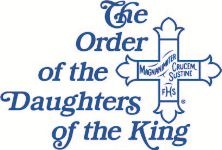 The
Order
of the
Daughters
of the King
MAGNANIMITER
CRUCEM
SUSTINE
FHS
®